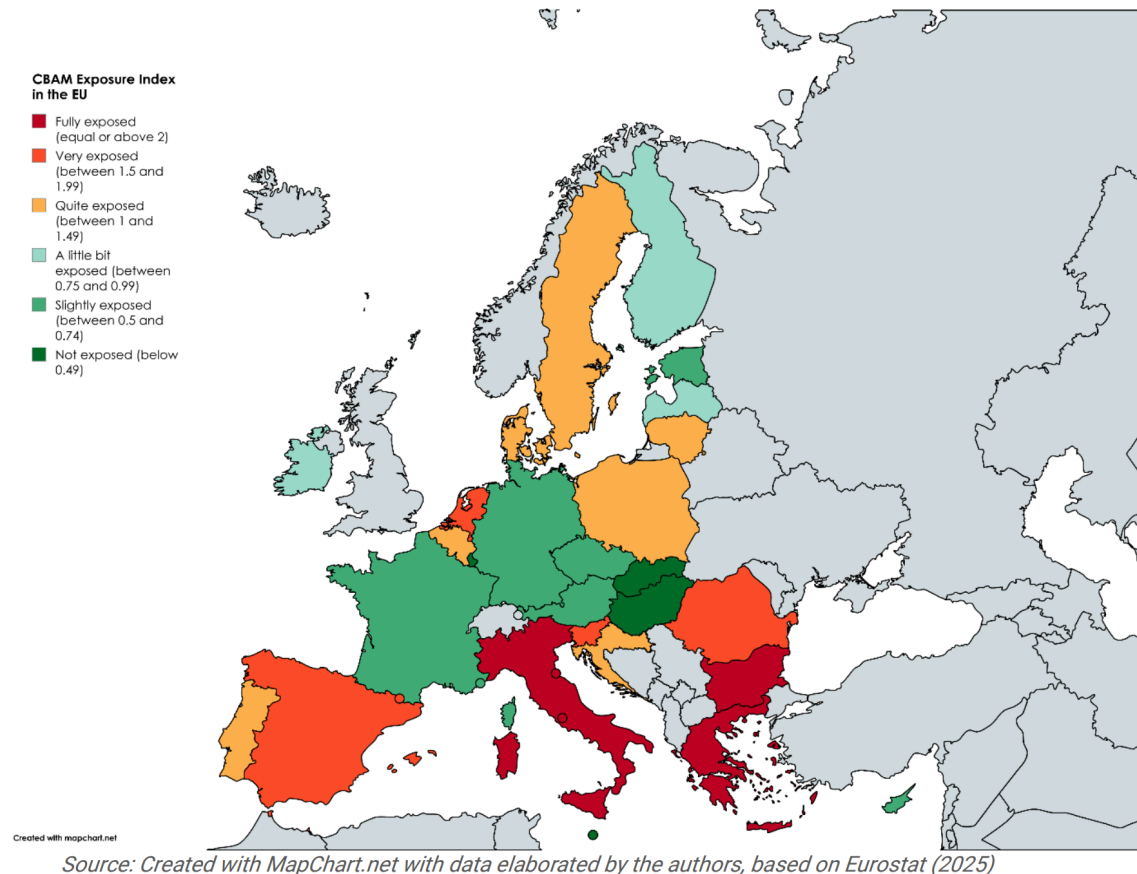 CBAM Exposure Index
in the EU
Fully exposed
(equal or above 2)
Very exposed
(between 1.5 and
1.99)
Quite exposed
(between 1 and
1.49)
A little bit
exposed (between
0.75 and 0.99)
Slightly exposed
(between 0.5 and
0.74)
Not exposed (below
0.49)
Created with mapchart.net
Source: Created with MapChart.net with data elaborated by the authors, based on Eurostat (2025)